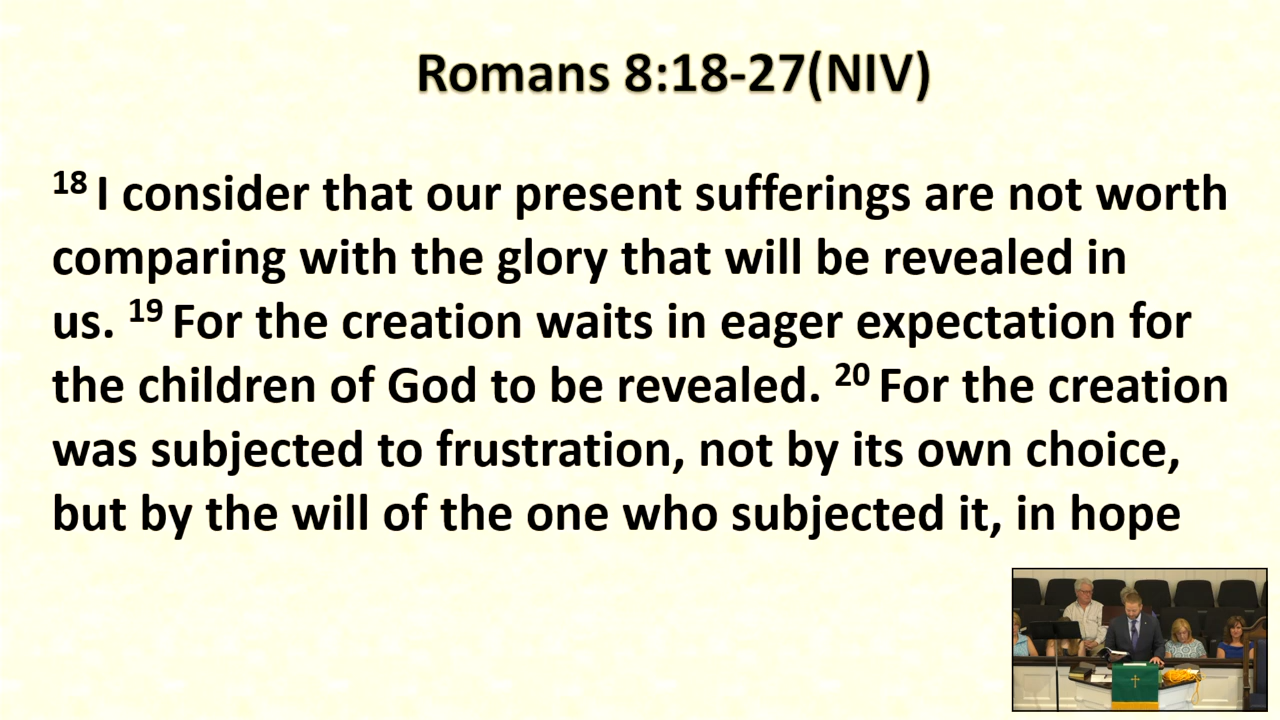 Romans 8:18-27(NIV)
18 I consider that our present sufferings are not worth
comparing with the glory that will be revealed in
us. 19 For the creation waits in eager expectation for
the children of God to be revealed. 20 For the creation
was subjected to frustration, not by its own choice,
but by the will of the one who subjected it, in hope